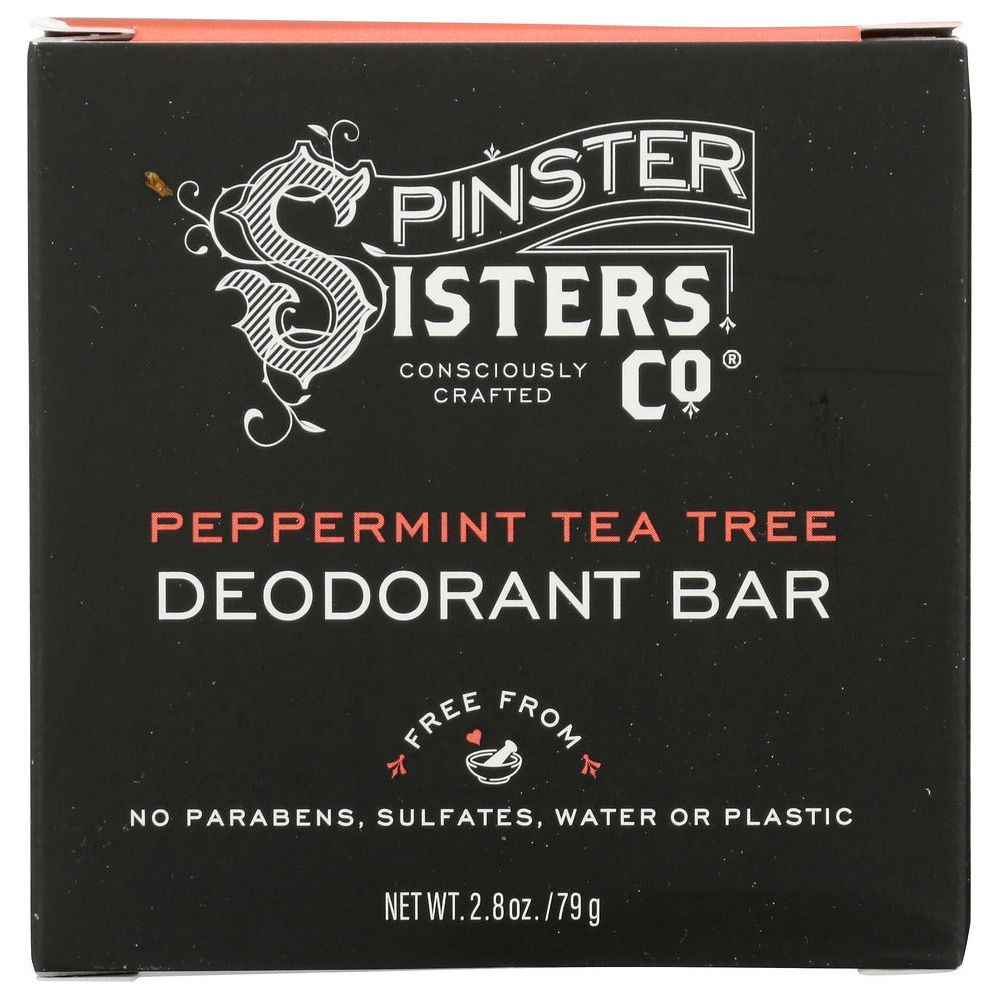 SPINSTER
SISTERS
CO®
CONSCIOUSLY
CRAFTED
PEPPERMINT TEA TREE
DEODORANT BAR
FREE FROM
NO PARABENS, SULFATES, WATER OR PLASTIC
NET WT. 2.8 oz. / 79 g